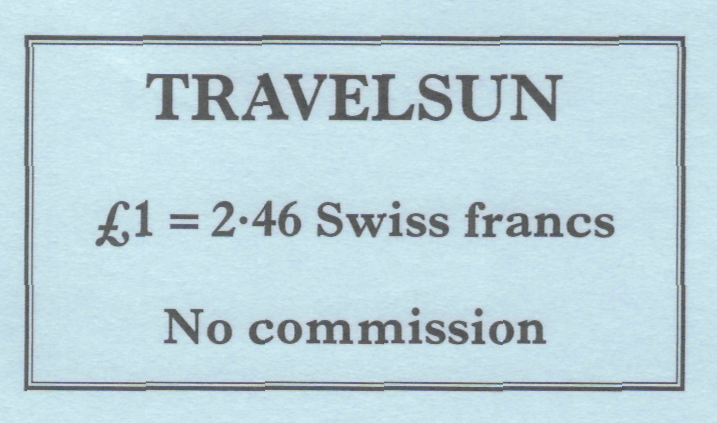 TRAVELSUN
£1 = 2·46 Swiss francs
No commission